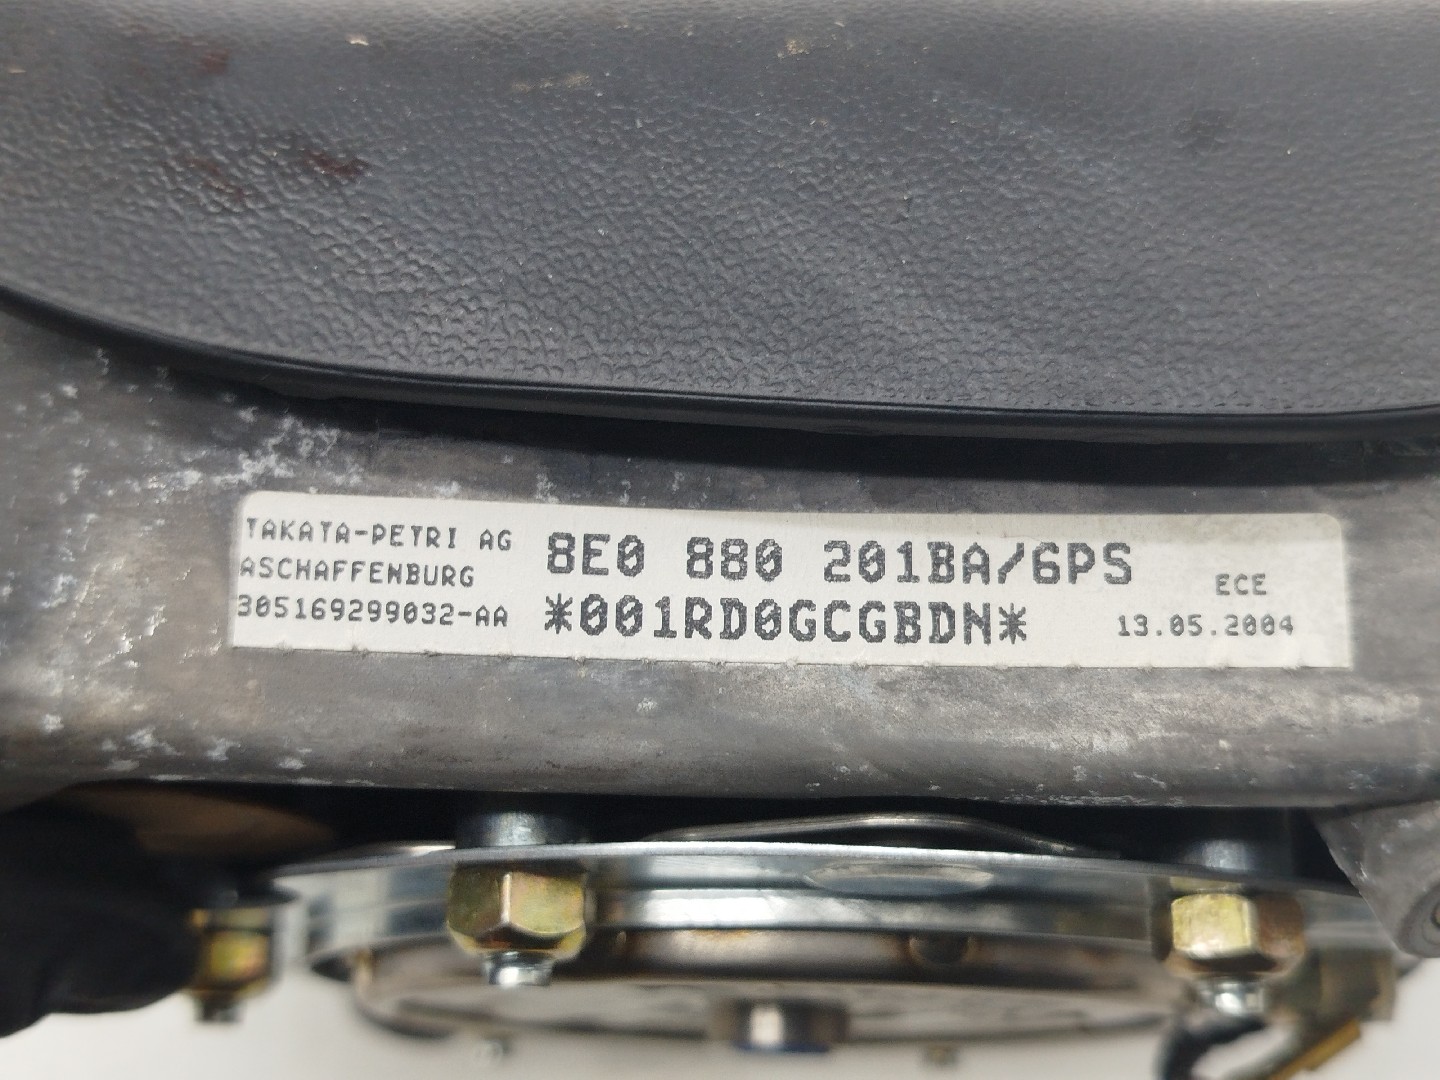 TAKATA-PETRI AG
ASCHAFFENBURG
305169299032-AA
8E0 880 201BA/6PS
*001RD0GCGBDN*
ECE
13.05.2004